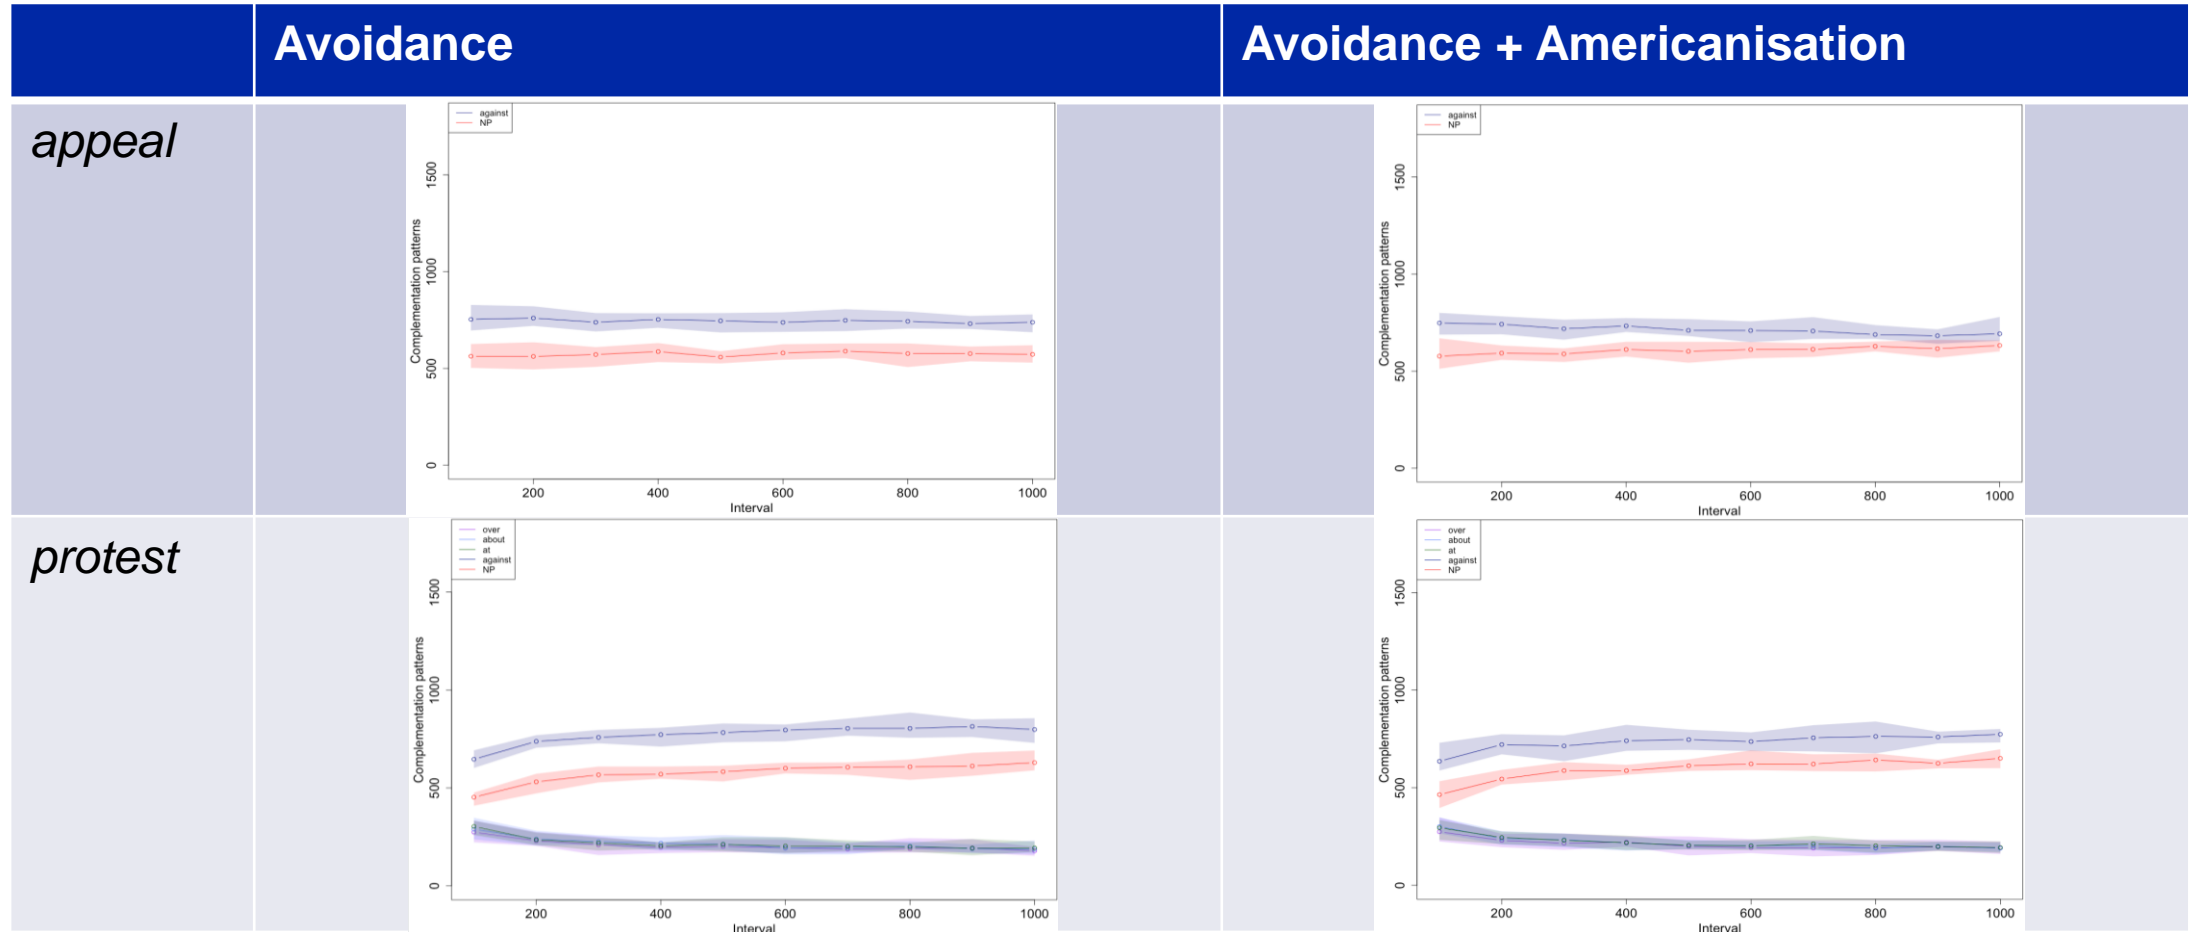 Avoidance
Avoidance + Americanisation
appeal
against
NP
Complementation patterns
0
500
1000
1500
200
400
600
800
1000
Interval
against
NP
Complementation patterns
0
500
1000
1500
200
400
600
800
1000
Interval
protest
over
about
at
against
NP
Complementation patterns
0
500
1000
1500
200
400
600
800
1000
Interval
over
about
at
against
NP
Complementation patterns
0
500
1000
1500
200
400
600
800
1000
Interval